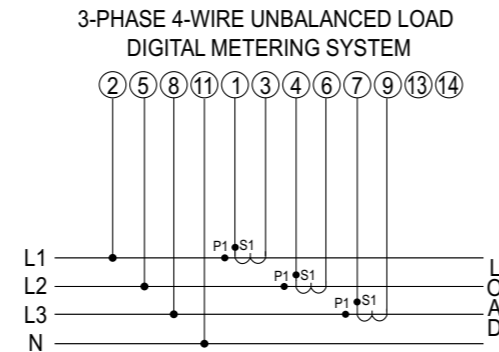 3-PHASE 4-WIRE UNBALANCED LOAD
DIGITAL METERING SYSTEM
2 5 8 11 1 3 4 6 7 9 13 14
P1 S1
L1
P1 S1
L2
P1 S1
L3
N
LOAD